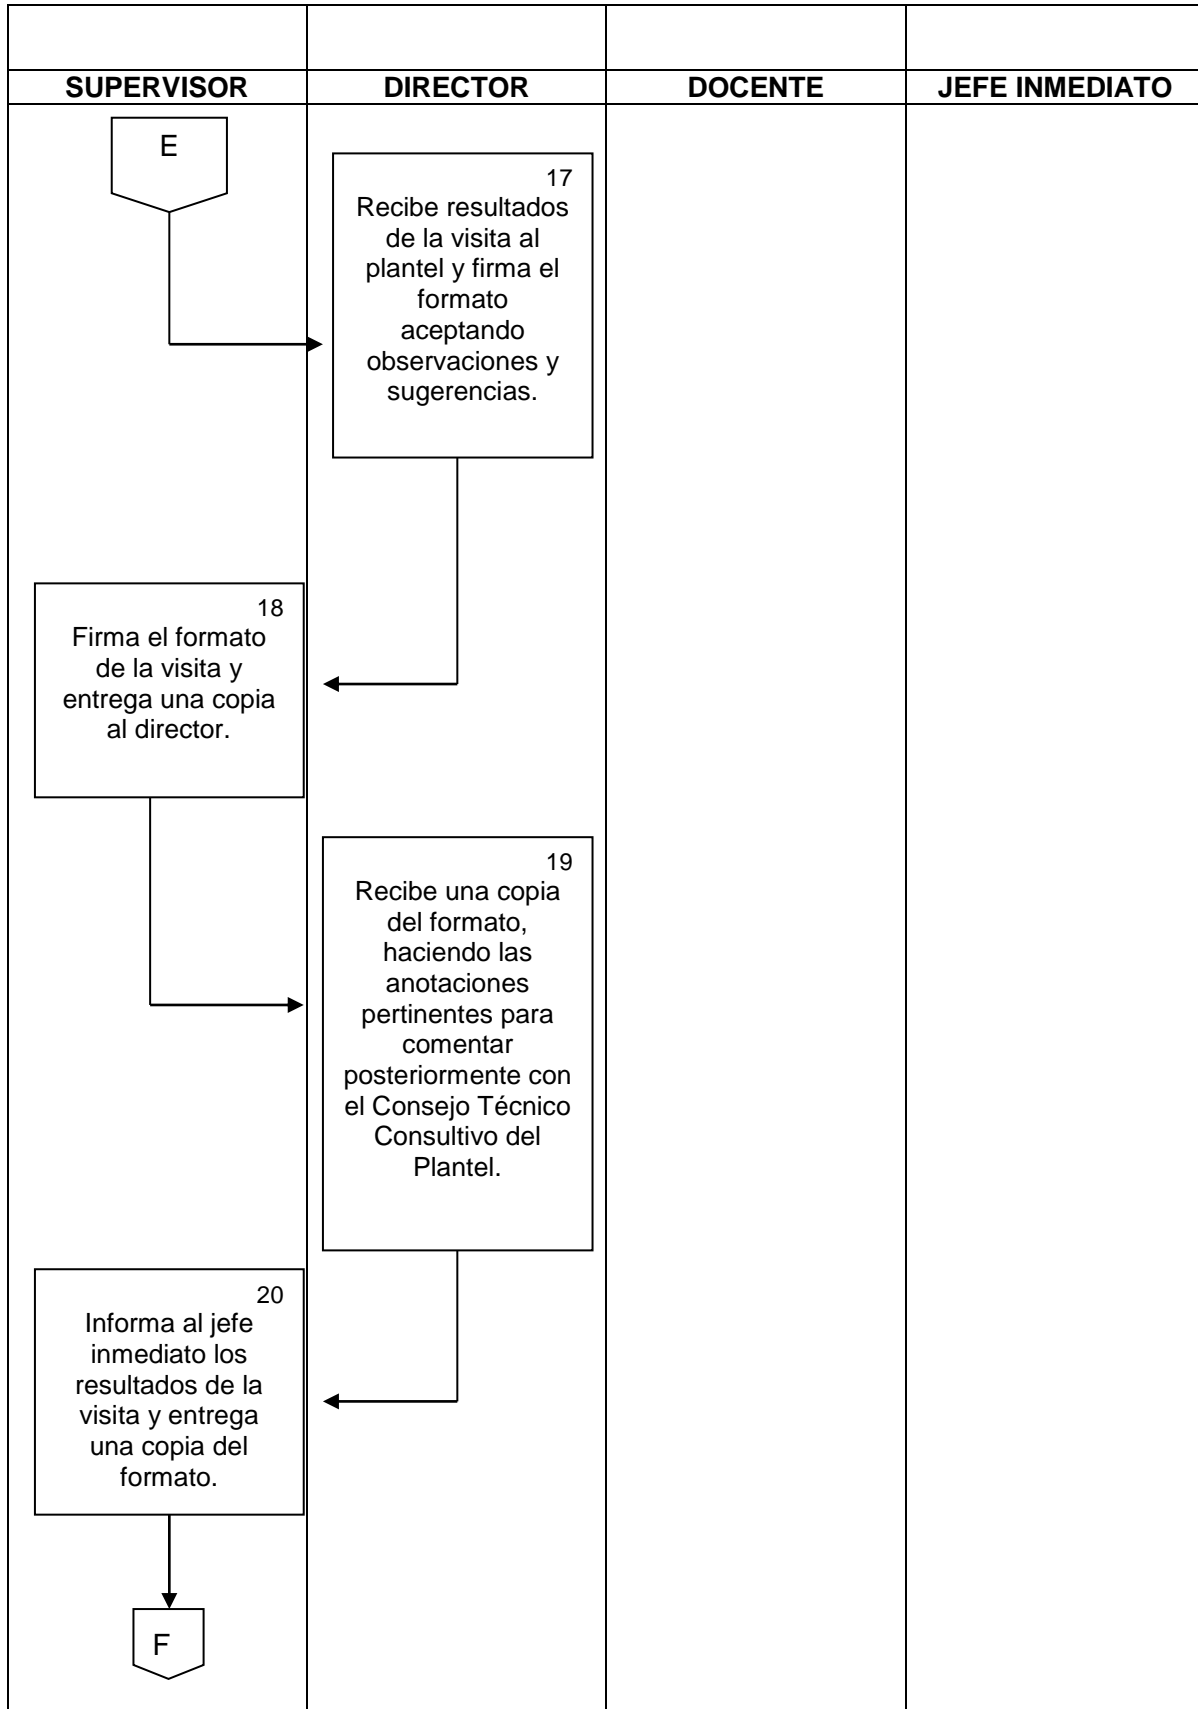 SUPERVISOR DIRECTOR DOCENTE JEFE INMEDIATO
E
17
Recibe resultados
de la visita al
plantel y firma el
formato
aceptando
observaciones y
sugerencias.
18
Firma el formato
de la visita y
entrega una copia
al director.
19
Recibe una copia
del formato,
haciendo las
anotaciones
pertinentes para
comentar
posteriormente con
el Consejo Técnico
Consultivo del
Plantel.
20
Informa al jefe
inmediato los
resultados de la
visita y entrega
una copia del
formato.
F